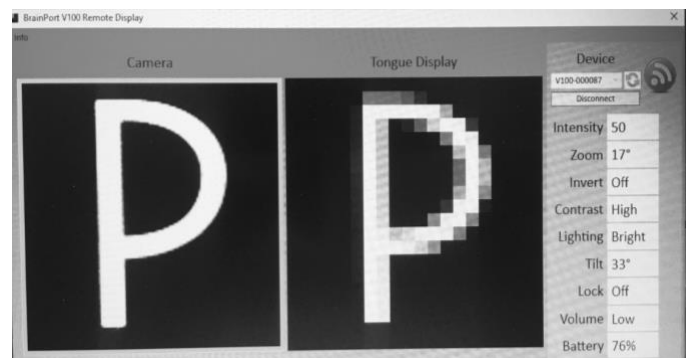 BrainPort V100 Remote Display
Info
Camera
Tongue Display
Device
V100-000087
Disconnect
Intensity 50
Zoom 17°
Invert Off
Contrast High
Lighting Bright
Tilt 33°
Lock Off
Volume Low
Battery 76%
P
P